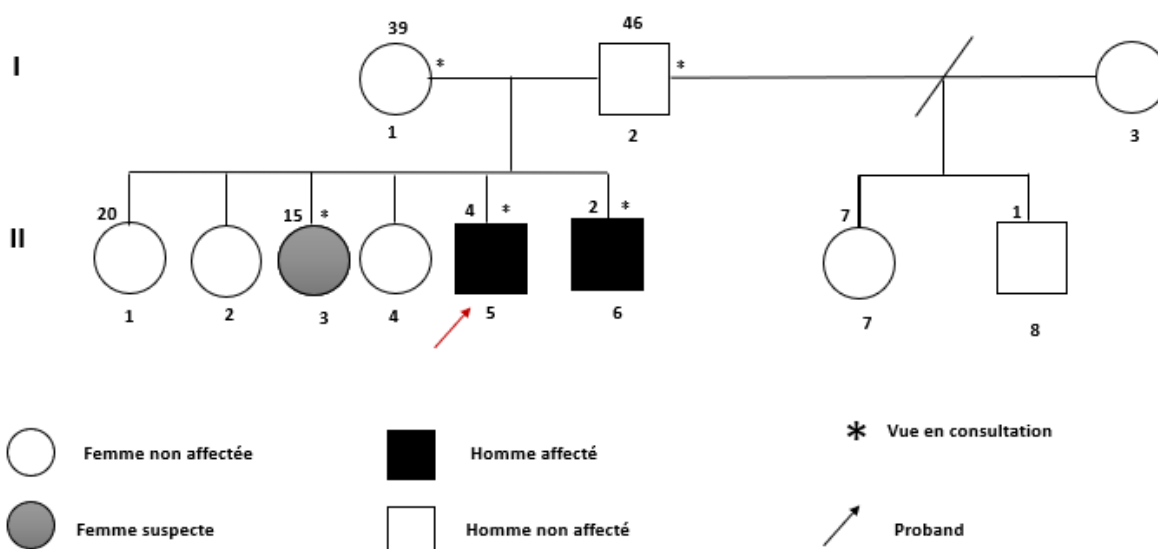 39 46
I * *
1 2 3
20 15 * 4 * 2 * 7 1
II
1 2 3 4 5 6 7 8
Femme non affectée Homme affecté * Vue en consultation
Femme suspecte Homme non affecté Proband